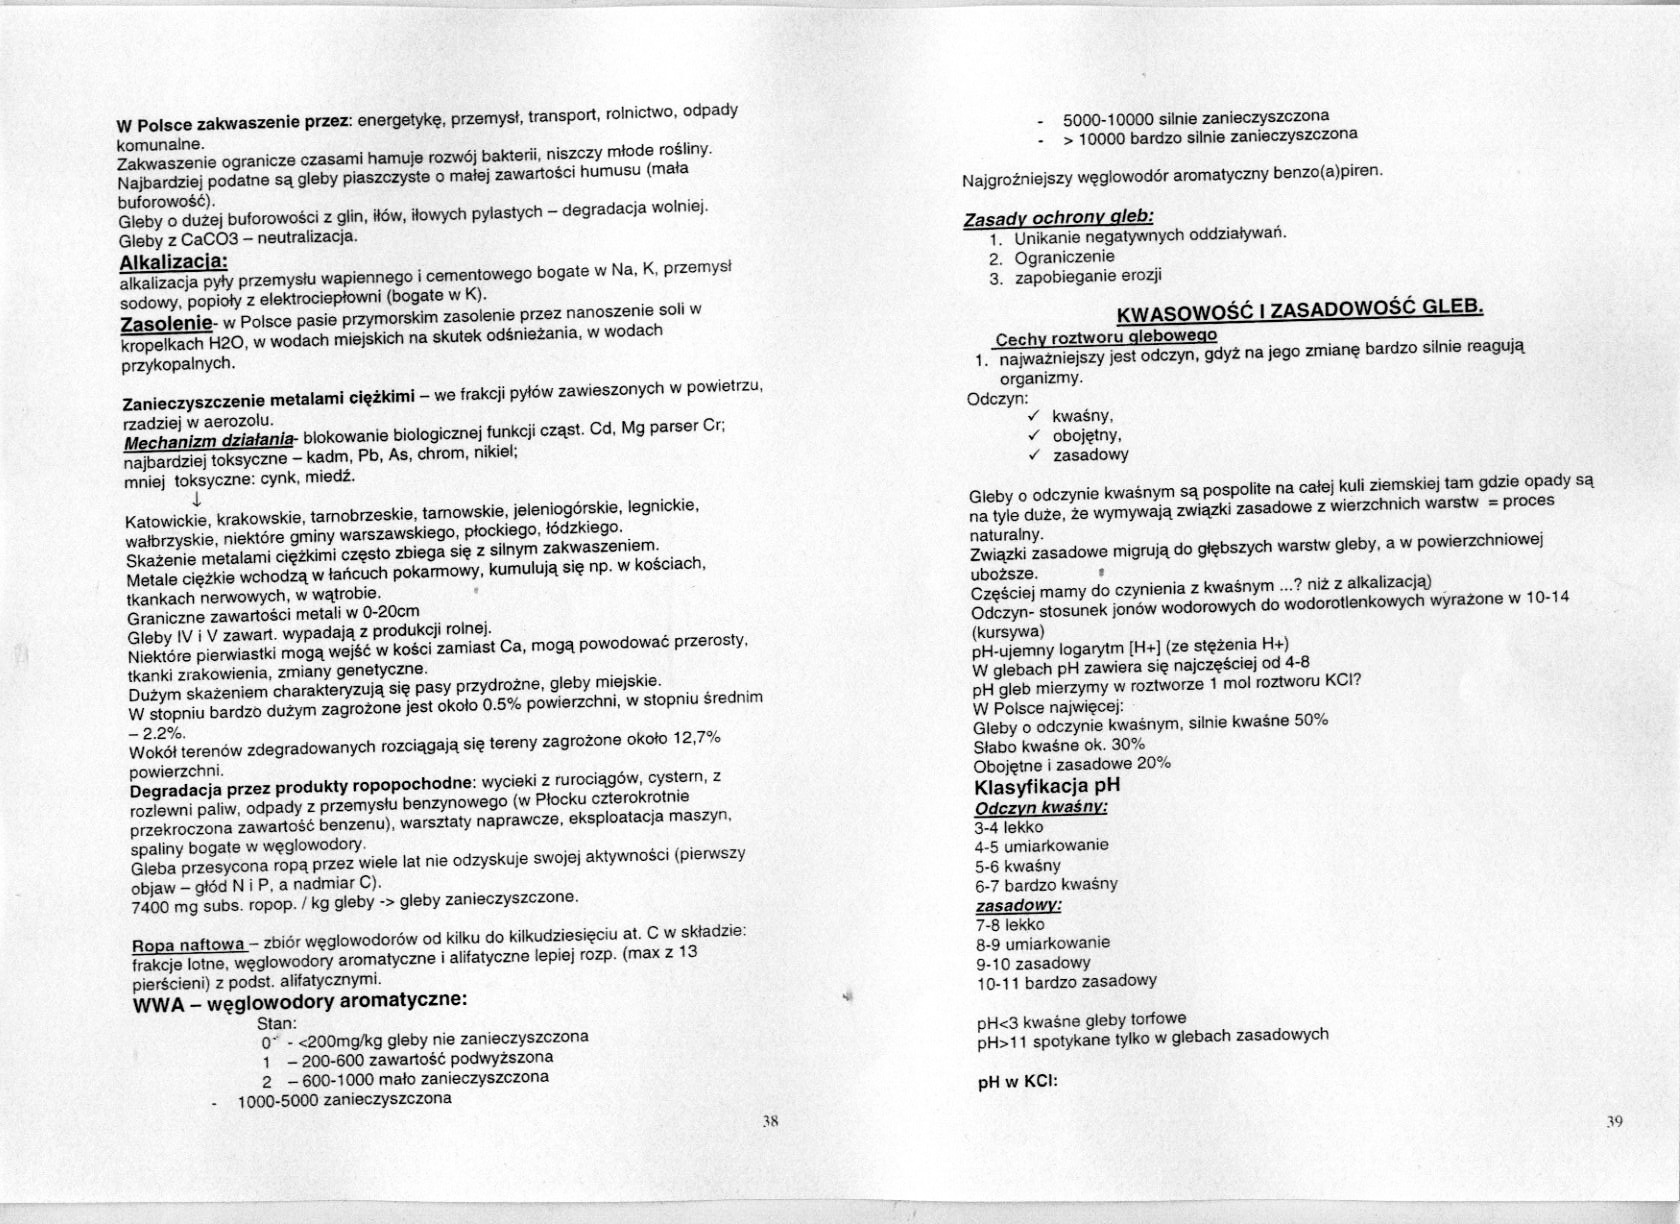 W Polsce zakwaszenie przez: energetykę, przemysł, transport, rolnictwo, odpady
komunalne.
Zakwaszenie ogranicze czasami hamuje rozwój bakterii, niszczy młode rośliny.
Najbardziej podatne są gleby piaszczyste o małej zawartości humusu (mała
buforowość).
Gleby o dużej buforowości z glin, iłów, iłowych pylastych – degradacja wolniej.
Gleby z CaCO3 – neutralizacja.
Alkalizacja:
alkalizacja pyły przemysłu wapiennego i cementowego bogate w Na, K, przemysł
sodowy, popioły z elektrociepłowni (bogate w K).
Zasolenie- w Polsce pasie przymorskim zasolenie przez nanoszenie soli w
kropelkach H2O, w wodach miejskich na skutek odśnieżania, w wodach
przykopalnych.
Zanieczyszczenie metalami ciężkimi – we frakcji pyłów zawieszonych w powietrzu,
rzadziej w aerozolu.
Mechanizm działania- blokowanie biologicznej funkcji cząst. Cd, Mg parser Cr;
najbardziej toksyczne – kadm, Pb, As, chrom, nikiel;
mniej toksyczne: cynk, miedź.
↓
Katowickie, krakowskie, tarnobrzeskie, tarnowskie, jeleniogórskie, legnickie,
wałbrzyskie, niektóre gminy warszawskiego, płockiego, łódzkiego.
Skażenie metalami ciężkimi często zbiega się z silnym zakwaszeniem.
Metale ciężkie wchodzą w łańcuch pokarmowy, kumulują się np. w kościach,
tkankach nerwowych, w wątrobie.
Graniczne zawartości metali w 0-20cm
Gleby IV i V zawart. wypadają z produkcji rolnej.
Niektóre pierwiastki mogą wejść w kości zamiast Ca, mogą powodować przerosty,
tkanki zrakowienia, zmiany genetyczne.
Dużym skażeniem charakteryzują się pasy przydrożne, gleby miejskie.
W stopniu bardzo dużym zagrożone jest około 0.5% powierzchni, w stopniu średnim
– 2.2%.
Wokół terenów zdegradowanych rozciągają się tereny zagrożone około 12,7%
powierzchni.
Degradacja przez produkty ropopochodne: wycieki z rurociągów, cystern, z
rozlewni paliw, odpady z przemysłu benzynowego (w Płocku czterokrotnie
przekroczona zawartość benzenu), warsztaty naprawcze, eksploatacja maszyn,
spaliny bogate w węglowodory.
Gleba przesycona ropą przez wiele lat nie odzyskuje swojej aktywności (pierwszy
objaw – głód N i P, a nadmiar C).
7400 mg subs. ropop. / kg gleby -> gleby zanieczyszczone.
Ropa naftowa – zbiór węglowodorów od kilku do kilkudziesięciu at. C w składzie:
frakcje lotne, węglowodory aromatyczne i alifatyczne lepiej rozp. (max z 13
pierścieni) z podst. alifatycznymi.
WWA – węglowodory aromatyczne:
Stan:
0 - <200mg/kg gleby nie zanieczyszczona
1 – 200-600 zawartość podwyższona
2 – 600-1000 mało zanieczyszczona
- 1000-5000 zanieczyszczona
38
- 5000-10000 silnie zanieczyszczona
- > 10000 bardzo silnie zanieczyszczona
Najgroźniejszy węglowodór aromatyczny benzo(a)piren.
Zasady ochrony gleb:
1. Unikanie negatywnych oddziaływań.
2. Ograniczenie
3. zapobieganie erozji
KWASOWOŚĆ I ZASADOWOŚĆ GLEB.
Cechy roztworu glebowego
1. najważniejszy jest odczyn, gdyż na jego zmianę bardzo silnie reagują
organizmy.
Odczyn:
✓ kwaśny,
✓ obojętny,
✓ zasadowy
Gleby o odczynie kwaśnym są pospolite na całej kuli ziemskiej tam gdzie opady są
na tyle duże, że wymywają związki zasadowe z wierzchnich warstw = proces
naturalny.
Związki zasadowe migrują do głębszych warstw gleby, a w powierzchniowej
uboższe.
Częściej mamy do czynienia z kwaśnym ...? niż z alkalizacją)
Odczyn- stosunek jonów wodorowych do wodorotlenkowych wyrażone w 10-14
(kursywa)
pH-ujemny logarytm [H+] (ze stężenia H+)
W glebach pH zawiera się najczęściej od 4-8
pH gleb mierzymy w roztworze 1 mol roztworu KCl?
W Polsce najwięcej:
Gleby o odczynie kwaśnym, silnie kwaśne 50%
Słabo kwaśne ok. 30%
Obojętne i zasadowe 20%
Klasyfikacja pH
Odczyn kwaśny:
3-4 lekko
4-5 umiarkowanie
5-6 kwaśny
6-7 bardzo kwaśny
zasadowy:
7-8 lekko
8-9 umiarkowanie
9-10 zasadowy
10-11 bardzo zasadowy
pH<3 kwaśne gleby torfowe
pH>11 spotykane tylko w glebach zasadowych
pH w KCl:
39